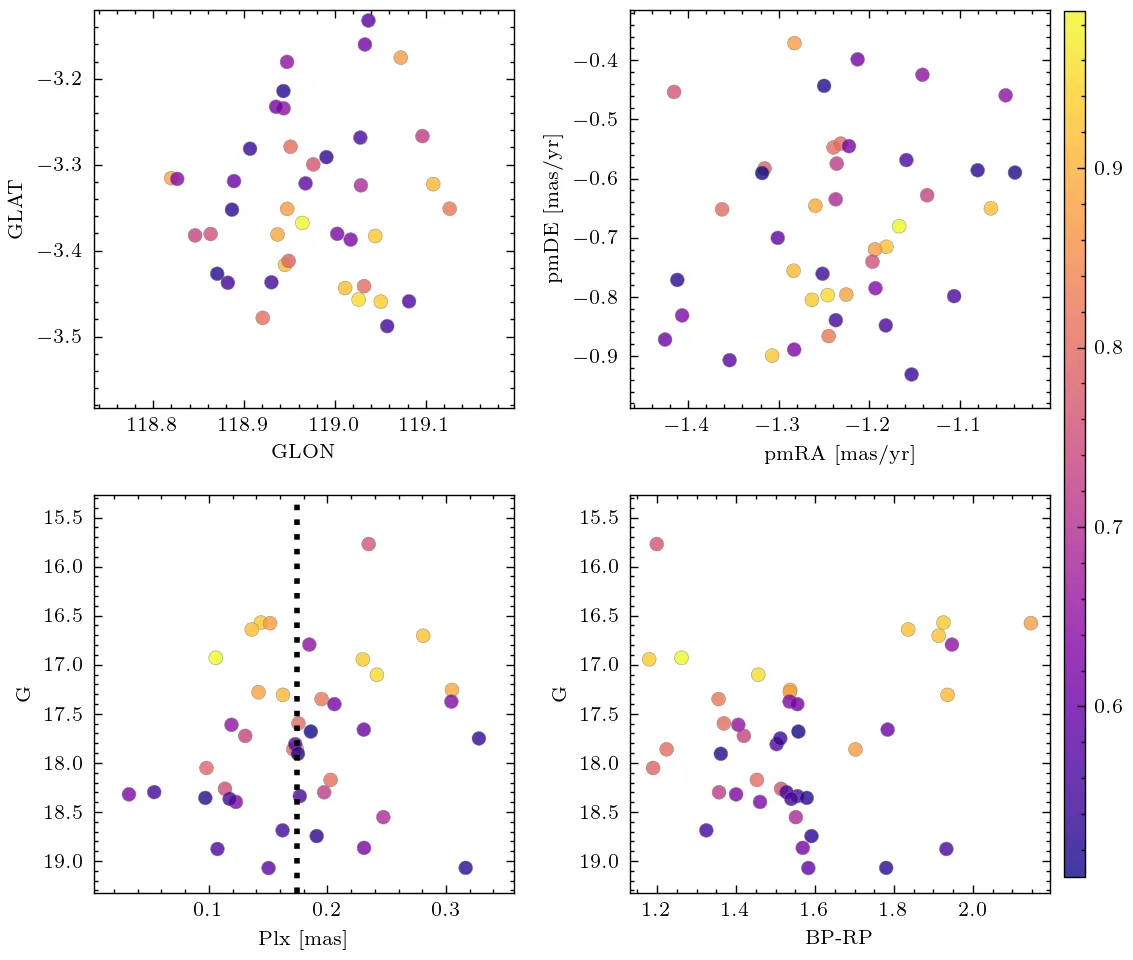 −3.2
−3.3
−3.4
−3.5
GLAT
118.8 118.9 119.0 119.1
GLON
−0.4
−0.5
−0.6
−0.7
−0.8
−0.9
pmDE [mas/yr]
−1.4 −1.3 −1.2 −1.1
pmRA [mas/yr]
0.9
0.8
0.7
0.6
15.5
16.0
16.5
17.0
17.5
18.0
18.5
19.0
G
0.1 0.2 0.3
Plx [mas]
15.5
16.0
16.5
17.0
17.5
18.0
18.5
19.0
G
1.2 1.4 1.6 1.8 2.0
BP-RP